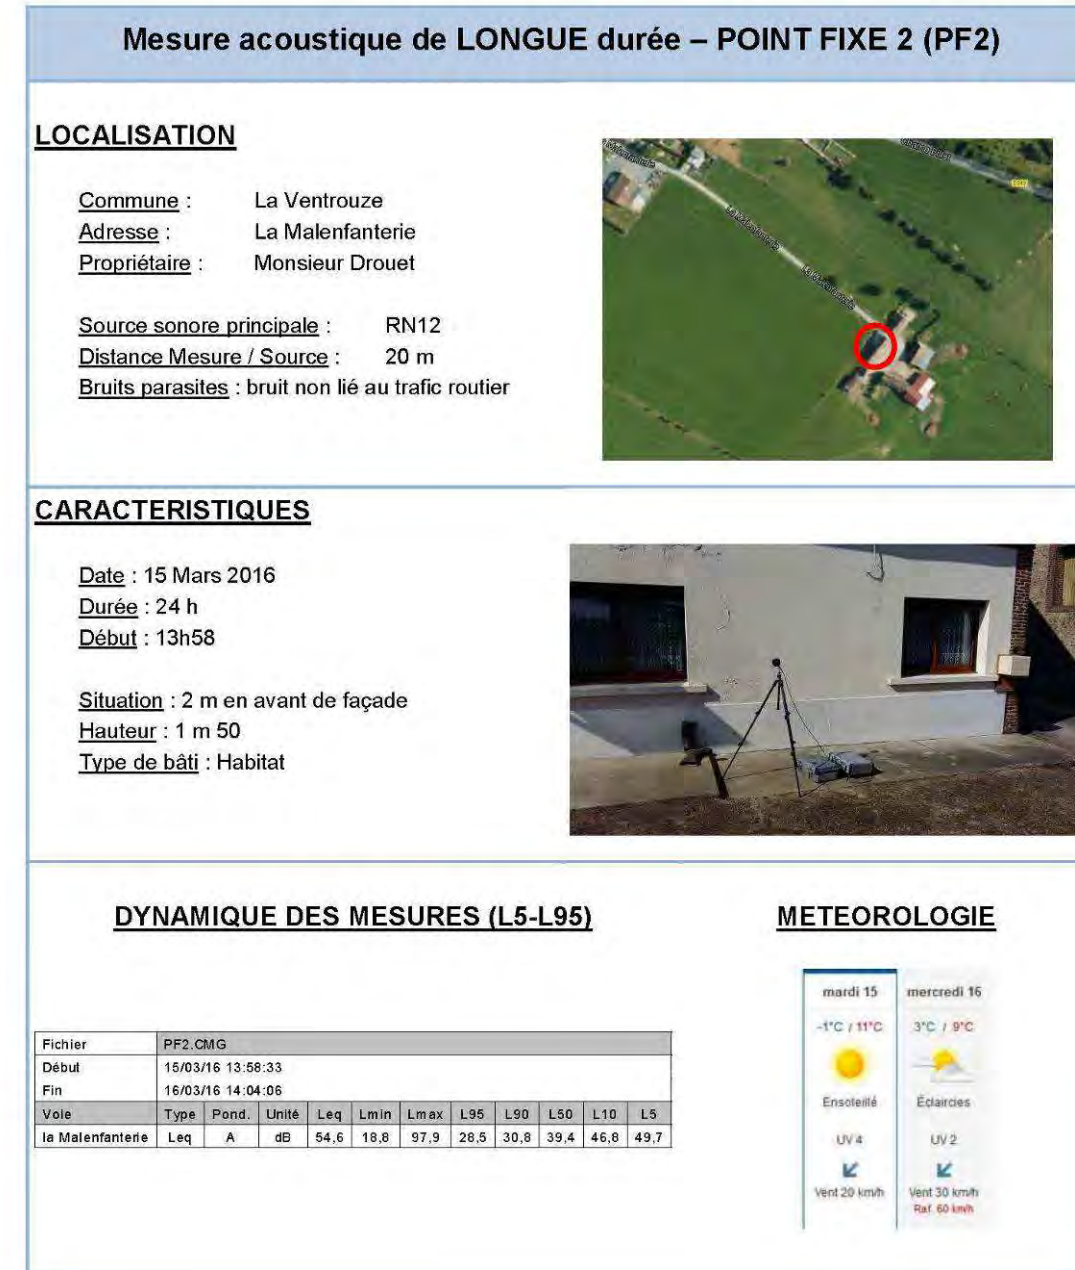 Mesure acoustique de LONGUE durée – POINT FIXE 2 (PF2)
LOCALISATION
Commune : La Ventrouze
Adresse : La Malenfanterie
Propriétaire : Monsieur Drouet
Source sonore principale : RN12
Distance Mesure / Source : 20 m
Bruits parasites : bruit non lié au trafic routier
La Malenfanterie
La Malenfanterie
CARACTERISTIQUES
Date : 15 Mars 2016
Durée : 24 h
Début : 13h58
Situation : 2 m en avant de façade
Hauteur : 1 m 50
Type de bâti : Habitat
DYNAMIQUE DES MESURES (L5-L95)
Fichier PF2.CMG
Début 15/03/16 13:58:33
Fin 16/03/16 14:04:06
Voie Type Pond. Unité Leq Lmin Lmax L95 L90 L50 L10 L5
la Malenfanterie Leq A dB 54,6 18,8 97,9 28,5 30,8 39,4 46,8 49,7
METEOROLOGIE
mardi 15 mercredi 16
-1°C / 11°C 3°C / 9°C
Ensoleillé Éclaircies
UV 4 UV 2
Vent 20 km/h Vent 30 km/h
Raf. 60 km/h